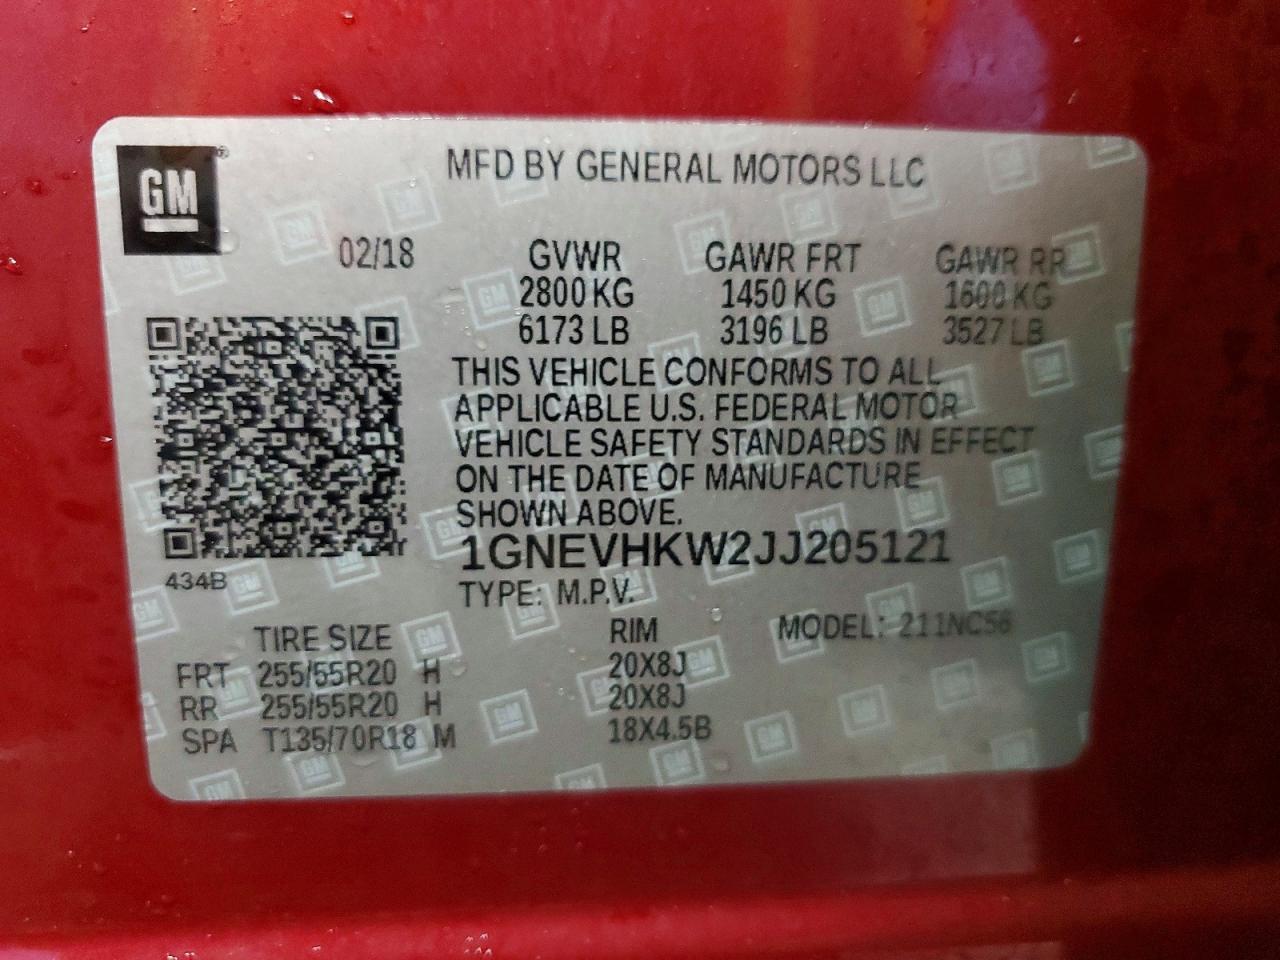 GM
MFD BY GENERAL MOTORS LLC
02/18 GVWR GAWR FRT GAWR RR
2800 KG 1450 KG 1600 KG
6173 LB 3196 LB 3527 LB
THIS VEHICLE CONFORMS TO ALL
APPLICABLE U.S. FEDERAL MOTOR
VEHICLE SAFETY STANDARDS IN EFFECT
ON THE DATE OF MANUFACTURE
SHOWN ABOVE.
1GNEVHKW2JJ205121
434B
TYPE: M.P.V.
TIRE SIZE RIM MODEL: 211NC56
FRT 255/55R20 H 20X8J
RR 255/55R20 H 20X8J
SPA T135/70R18 M 18X4.5B